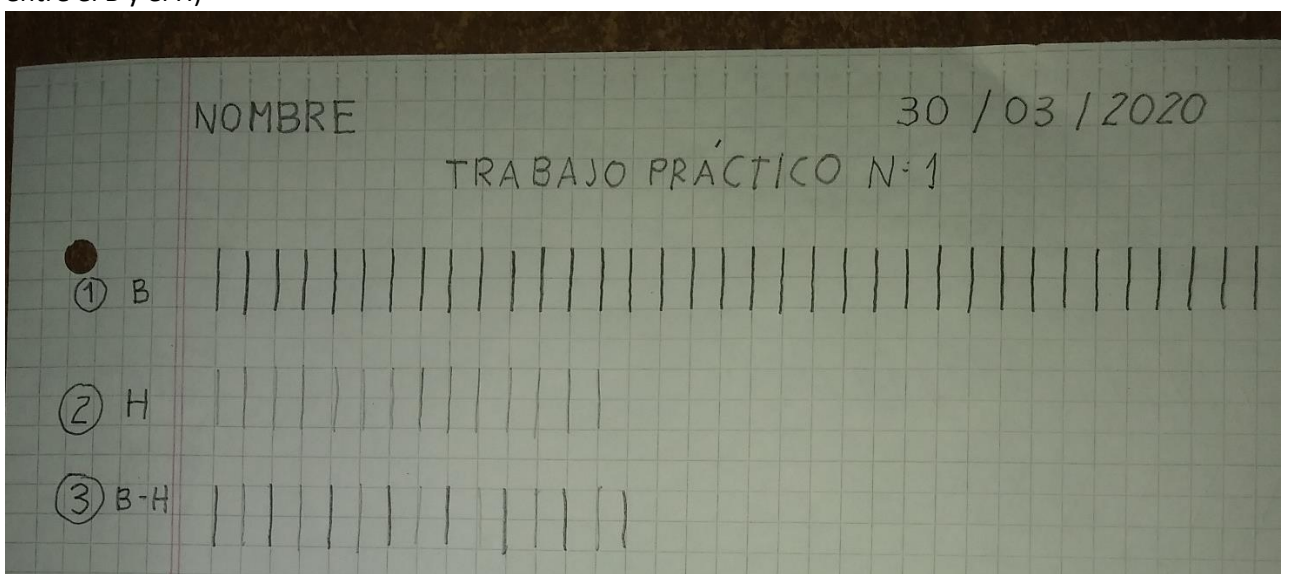 NOMBRE 30 / 03 / 2020
TRABAJO PRÁCTICO N:1
1 B
2 H
3 B-H